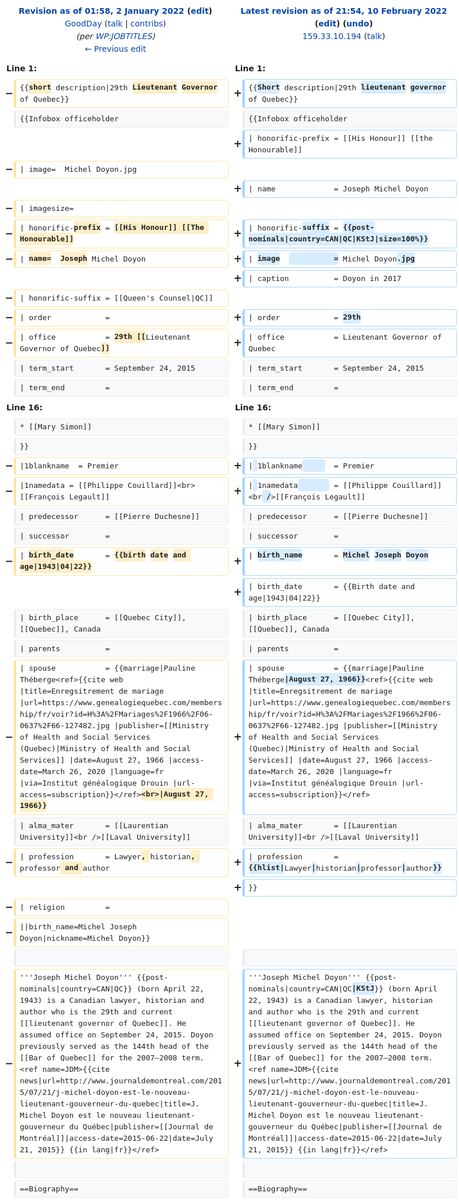 Revision as of 01:58, 2 January 2022 (edit)
GoodDay (talk | contribs)
(per WP:JOBTITLES)
← Previous edit
Latest revision as of 21:54, 10 February 2022
(edit) (undo)
159.33.10.194 (talk)
Line 1:
Line 1:
− {{short description|29th Lieutenant Governor
of Quebec}}
+ {{Short description|29th lieutenant governor
of Quebec}}
{{Infobox officeholder
{{Infobox officeholder
+ | honorific-prefix = [[His Honour]] [[the
Honourable]]
− | image=  Michel Doyon.jpg
+ | name             = Joseph Michel Doyon
− | imagesize=
− | honorific-prefix = [[His Honour]] [[The
Honourable]]
+ | honorific-suffix = {{post-
nominals|country=CAN|QC|KStJ|size=100%}}
− | name=  Joseph Michel Doyon
+ | image            = Michel Doyon.jpg
+ | caption          = Doyon in 2017
− | honorific-suffix = [[Queen's Counsel|QC]]
− | order            =
+ | order            = 29th
− | office           = 29th [[Lieutenant
Governor of Quebec]]
+ | office           = Lieutenant Governor of
Quebec
| term_start       = September 24, 2015
| term_start       = September 24, 2015
| term_end         =
| term_end         =
Line 16:
Line 16:
* [[Mary Simon]]
* [[Mary Simon]]
}}
}}
− |1blankname  = Premier
+ | 1blankname       = Premier
− |1namedata = [[Philippe Couillard]]<br>
[[François Legault]]
+ | 1namedata        = [[Philippe Couillard]]
<br />[[François Legault]]
| predecessor      = [[Pierre Duchesne]]
| predecessor      = [[Pierre Duchesne]]
| successor        =
| successor        =
− | birth_date       = {{birth date and
age|1943|04|22}}
+ | birth_name       = Michel Joseph Doyon
+ | birth_date       = {{Birth date and
age|1943|04|22}}
| birth_place      = [[Quebec City]],
[[Quebec]], Canada
| birth_place      = [[Quebec City]],
[[Quebec]], Canada
| parents          =
| parents          =
− | spouse           = {{marriage|Pauline
Théberge<ref>{{cite web
|title=Enregsitrement de mariage
|url=https://www.genealogiequebec.com/members
hip/fr/voir?id=H%3A%2FMariages%2F1966%2F06-
0637%2F66-127482.jpg |publisher=[[Ministry
of Health and Social Services
(Quebec)|Ministry of Health and Social
Services]] |date=August 27, 1966 |access-
date=March 26, 2020 |language=fr
|via=Institut généalogique Drouin |url-
access=subscription}}</ref><br>|August 27,
1966}}
+ | spouse           = {{marriage|Pauline
Théberge|August 27, 1966}}<ref>{{cite web
|title=Enregsitrement de mariage
|url=https://www.genealogiequebec.com/members
hip/fr/voir?id=H%3A%2FMariages%2F1966%2F06-
0637%2F66-127482.jpg |publisher=[[Ministry
of Health and Social Services
(Quebec)|Ministry of Health and Social
Services]] |date=August 27, 1966 |access-
date=March 26, 2020 |language=fr
|via=Institut généalogique Drouin |url-
access=subscription}}</ref>
| alma_mater       = [[Laurentian
University]]<br />[[Laval University]]
| alma_mater       = [[Laurentian
University]]<br />[[Laval University]]
− | profession       = Lawyer, historian,
professor and author
+ | profession       =
{{hlist|Lawyer|historian|professor|author}}
+ }}
− | religion         =
− ||birth_name=Michel Joseph
Doyon|nickname=Michel Doyon}}
− '''Joseph Michel Doyon''' {{post-
nominals|country=CAN|QC}} (born April 22,
1943) is a Canadian lawyer, historian and
author who is the 29th and current
[[lieutenant governor of Quebec]]. He
assumed office on September 24, 2015. Doyon
previously served as the 144th head of the
[[Bar of Quebec]] for the 2007–2008 term.
<ref name=JDM>{{cite
news|url=http://www.journaldemontreal.com/201
5/07/21/j-michel-doyon-est-le-nouveau-
lieutenant-gouverneur-du-quebec|title=J.
Michel Doyon est le nouveau lieutenant-
gouverneur du Québec|publisher=[[Journal de
Montréal]]|access-date=2015-06-22|date=July
21, 2015}} {{in lang|fr}}</ref>
+ '''Joseph Michel Doyon''' {{post-
nominals|country=CAN|QC|KStJ}} (born April
22, 1943) is a Canadian lawyer, historian
and author who is the 29th and current
[[lieutenant governor of Quebec]]. He
assumed office on September 24, 2015. Doyon
previously served as the 144th head of the
[[Bar of Quebec]] for the 2007–2008 term.
<ref name=JDM>{{cite
news|url=http://www.journaldemontreal.com/201
5/07/21/j-michel-doyon-est-le-nouveau-
lieutenant-gouverneur-du-quebec|title=J.
Michel Doyon est le nouveau lieutenant-
gouverneur du Québec|publisher=[[Journal de
Montréal]]|access-date=2015-06-22|date=July
21, 2015}} {{in lang|fr}}</ref>
==Biography==
==Biography==